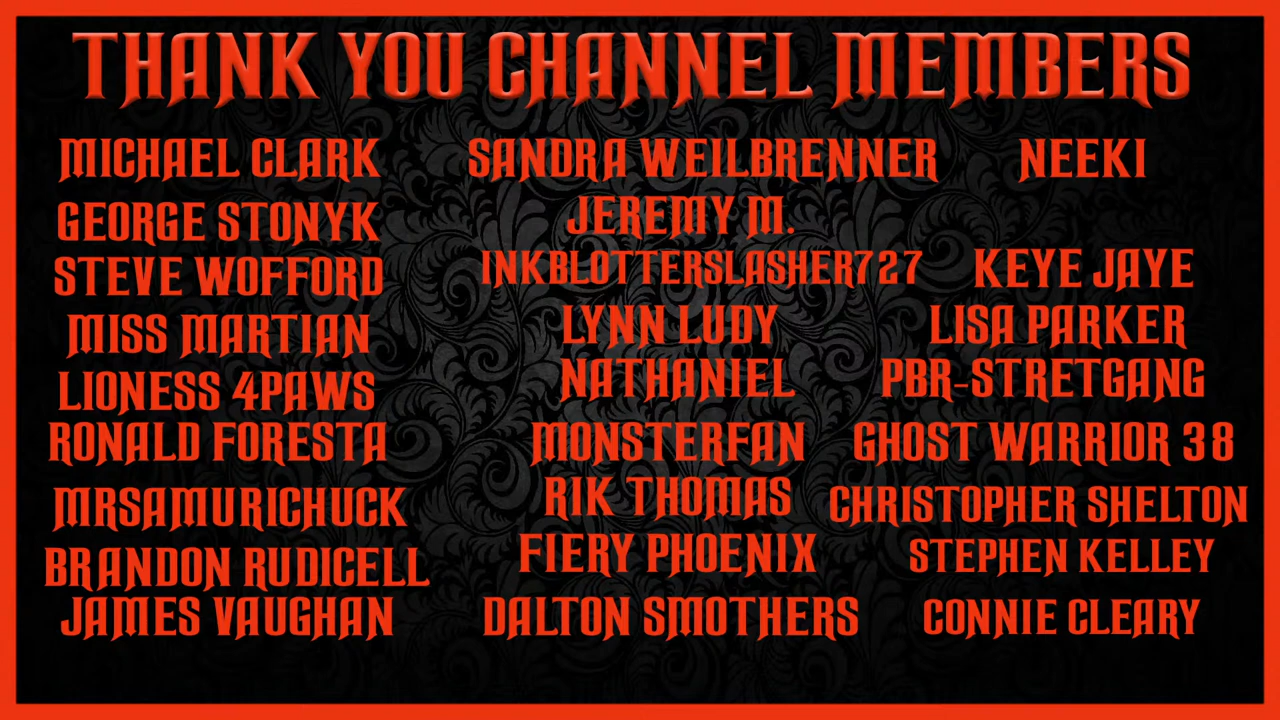 THANK YOU CHANNEL MEMBERS
MICHAEL CLARK
GEORGE STONYK
STEVE WOFFORD
MISS MARTIAN
LIONESS 4PAWS
RONALD FORESTA
MRSAMURICHUCK
BRANDON RUDICELL
JAMES VAUGHAN
SANDRA WEILBRENNER
JEREMY M.
INKBLOTTERSLASHER727
LYNN LUDY
NATHANIEL
MONSTERFAN
RIK THOMAS
FIERY PHOENIX
DALTON SMOTHERS
NEEKI
KEYE JAYE
LISA PARKER
PBR-STRETGANG
GHOST WARRIOR 38
CHRISTOPHER SHELTON
STEPHEN KELLEY
CONNIE CLEARY